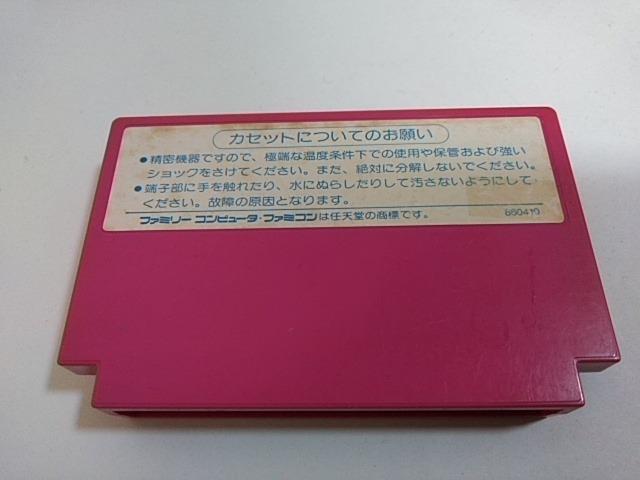 カセットについてのお願い
●精密機器ですので、極端な温度条件下での使用や保管および強い
ショックをさけてください。また、絶対に分解しないでください。
●端子部に手を触れたり、水にぬらしたりして汚さないようにして
ください。故障の原因となります。
ファミリー コンピュータ・ファミコンは任天堂の商標です。 860410